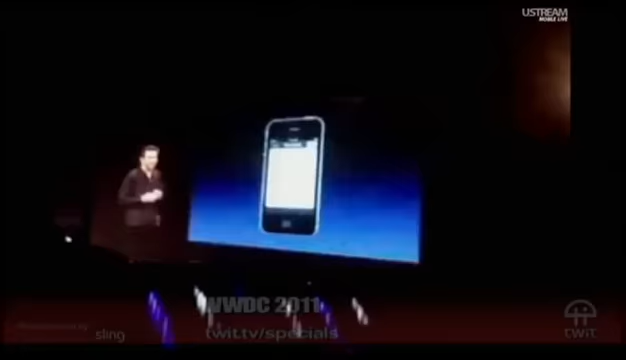 USTREAM
MOBILE LIVE
WWDC 2011
sling
twit.tv/specials
TWiT